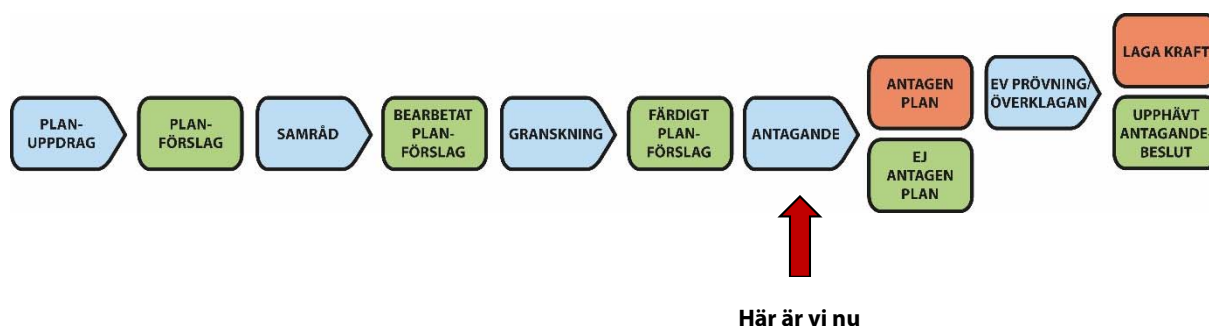 PLAN-
UPPDRAG
PLAN-
FÖRSLAG
SAMRÅD
BEARBETAT
PLAN-
FÖRSLAG
GRANSKNING
FÄRDIGT
PLAN-
FÖRSLAG
ANTAGANDE
ANTAGEN
PLAN
EJ
ANTAGEN
PLAN
EV PRÖVNING/
ÖVERKLAGAN
LAGA KRAFT
UPPHÄVT
ANTAGANDE-
BESLUT
Här är vi nu